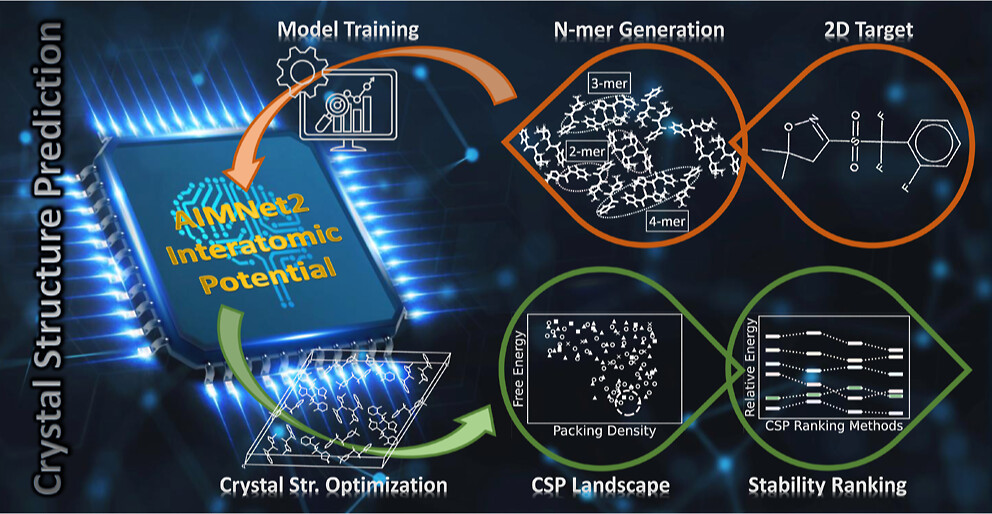 Crystal Structure Prediction
Model Training
N-mer Generation
2D Target
3-mer
2-mer
4-mer
O
N
O
S
O
F
F
F
AIMNet2
Interatomic
Potential
Free Energy
Packing Density
Relative Energy
CSP Ranking Methods
Crystal Str. Optimization
CSP Landscape
Stability Ranking